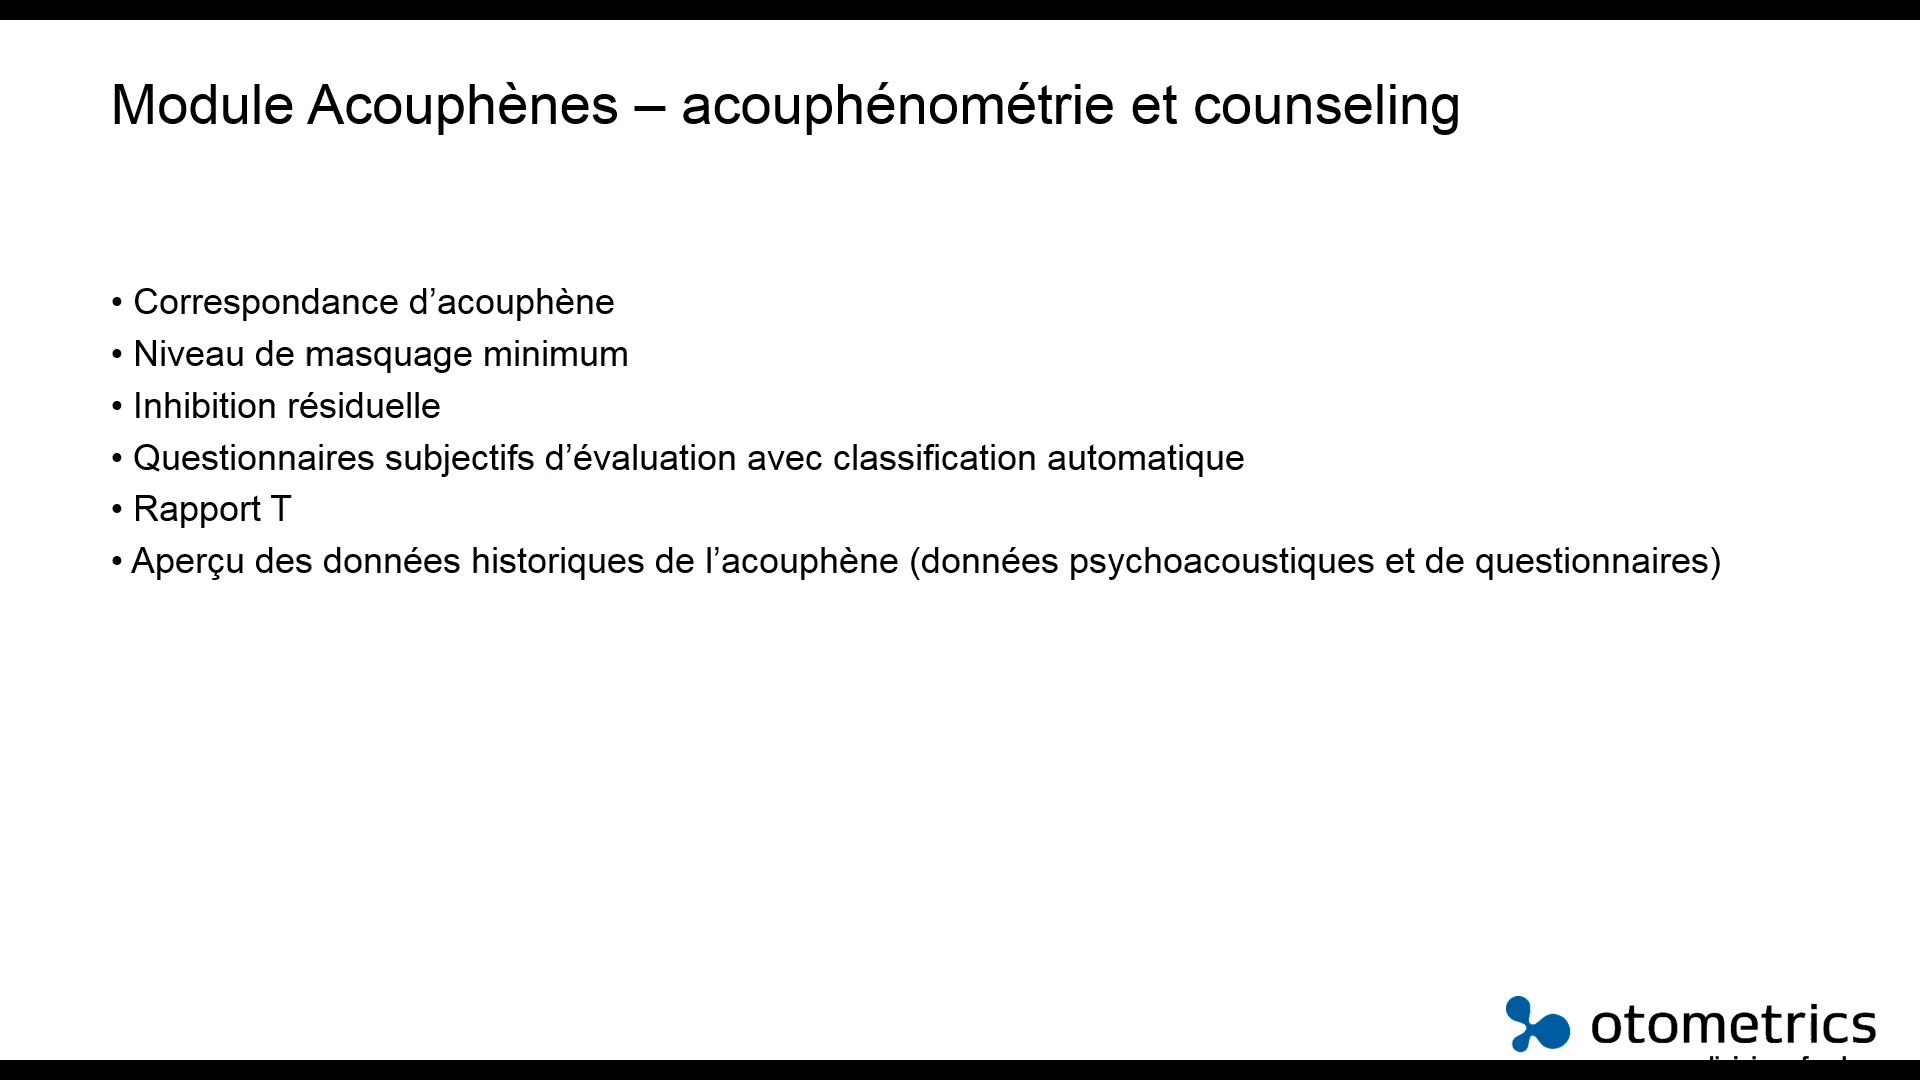 Module Acouphènes – acouphénométrie et counseling
• Correspondance d’acouphène
• Niveau de masquage minimum
• Inhibition résiduelle
• Questionnaires subjectifs d’évaluation avec classification automatique
• Rapport T
• Aperçu des données historiques de l’acouphène (données psychoacoustiques et de questionnaires)
otometrics